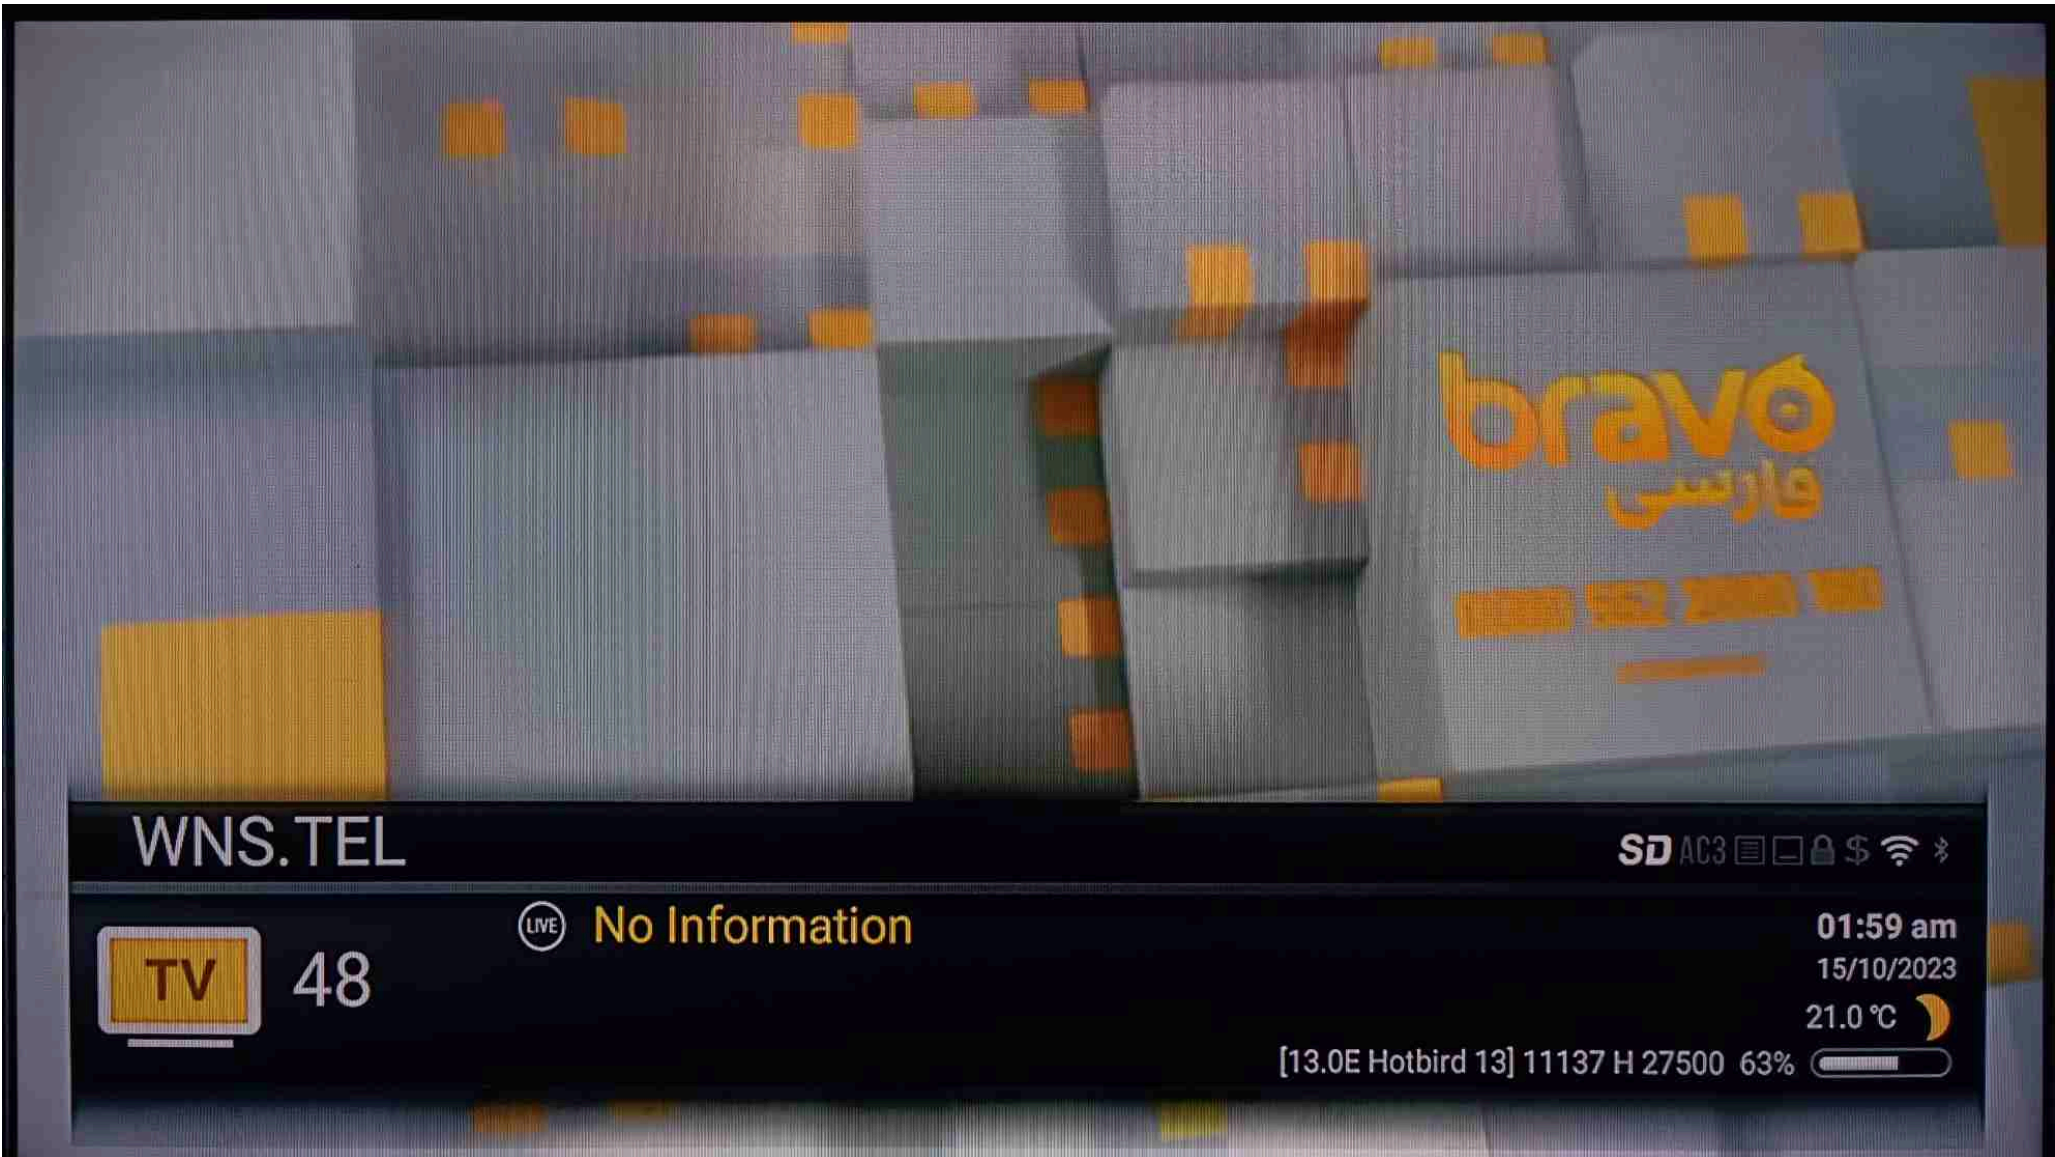 bravo
فارسی
WNS.TEL
SD AC3 $
LIVE No Information
TV 48
01:59 am
15/10/2023
21.0 °C
[13.0E Hotbird 13] 11137 H 27500 63%